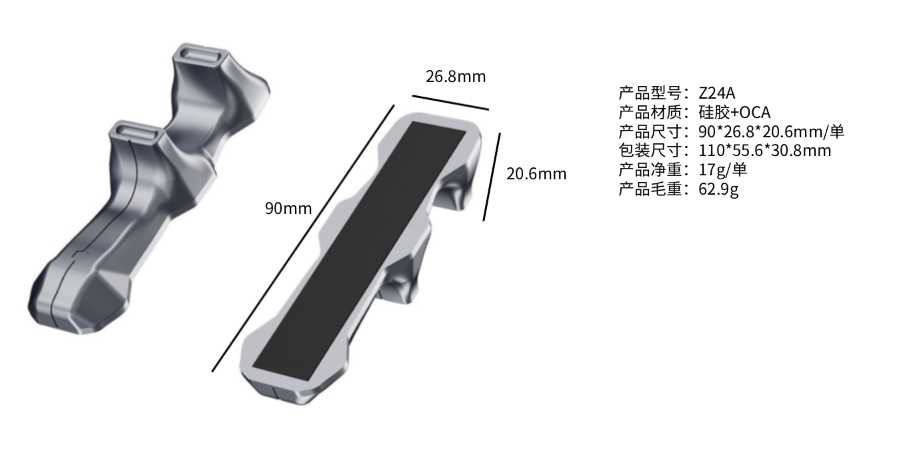 26.8mm
20.6mm
90mm
产品型号：Z24A
产品材质：硅胶+OCA
产品尺寸：90*26.8*20.6mm/单
包装尺寸：110*55.6*30.8mm
产品净重：17g/单
产品毛重：62.9g